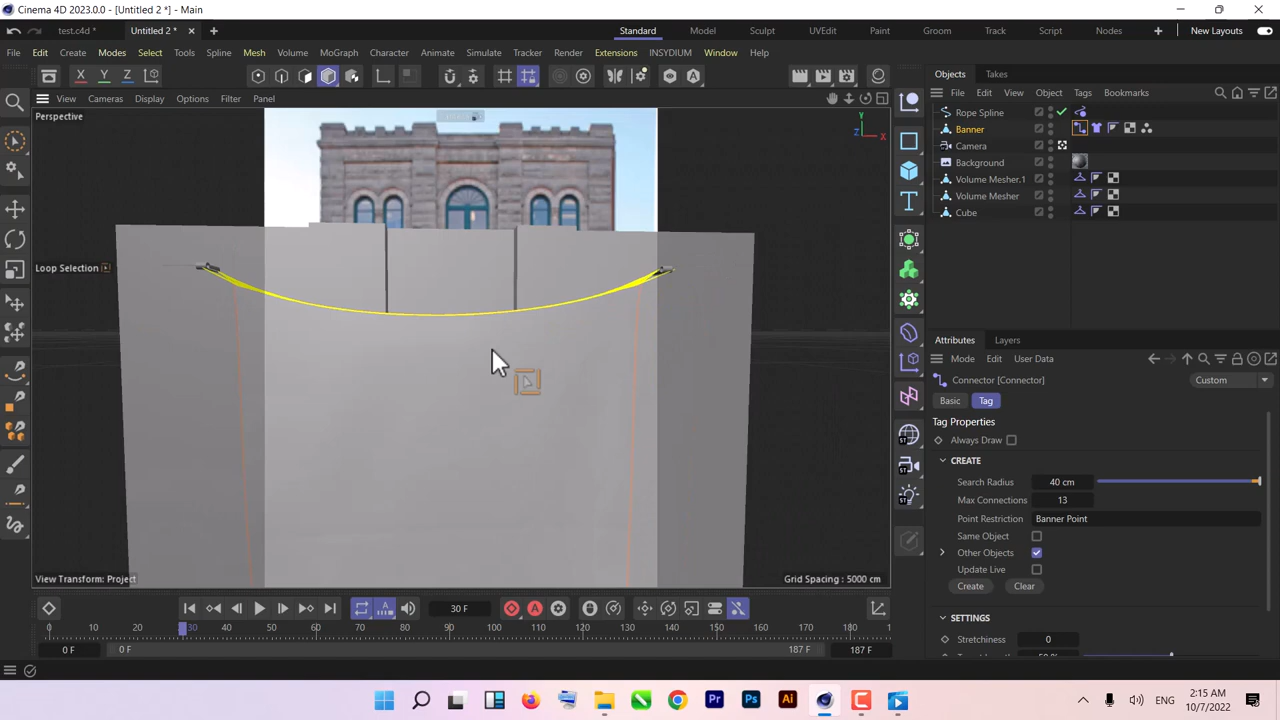 Cinema 4D 2023.0.0 - [Untitled 2 *] - Main
test.c4d * Untitled 2 * Standard Model Sculpt UVEdit Paint Groom Track Script Nodes New Layouts
File Edit Create Modes Select Tools Spline Mesh Volume MoGraph Character Animate Simulate Tracker Render Extensions INSYDIUM Window Help
X Y Z
View Cameras Display Options Filter Panel
Perspective
Y
Z X
Loop Selection
View Transform: Project
Grid Spacing : 5000 cm
Objects Takes
File Edit View Object Tags Bookmarks
Rope Spline
Banner
Camera
Background
Volume Mesher.1
Volume Mesher
Cube
ST
ST
ST
Attributes Layers
Mode Edit User Data
Connector [Connector] Custom
Basic Tag
Tag Properties
Always Draw
CREATE
Search Radius 40 cm
Max Connections 13
Point Restriction Banner Point
Same Object
Other Objects
Update Live
Create Clear
SETTINGS
Stretchiness 0
30 F
0 10 20 30 40 50 60 70 80 90 100 110 120 130 140 150 160 170 180
0 F 0 F 187 F 187 F
Pr Ps Ai
ENG 2:15 AM
10/7/2022